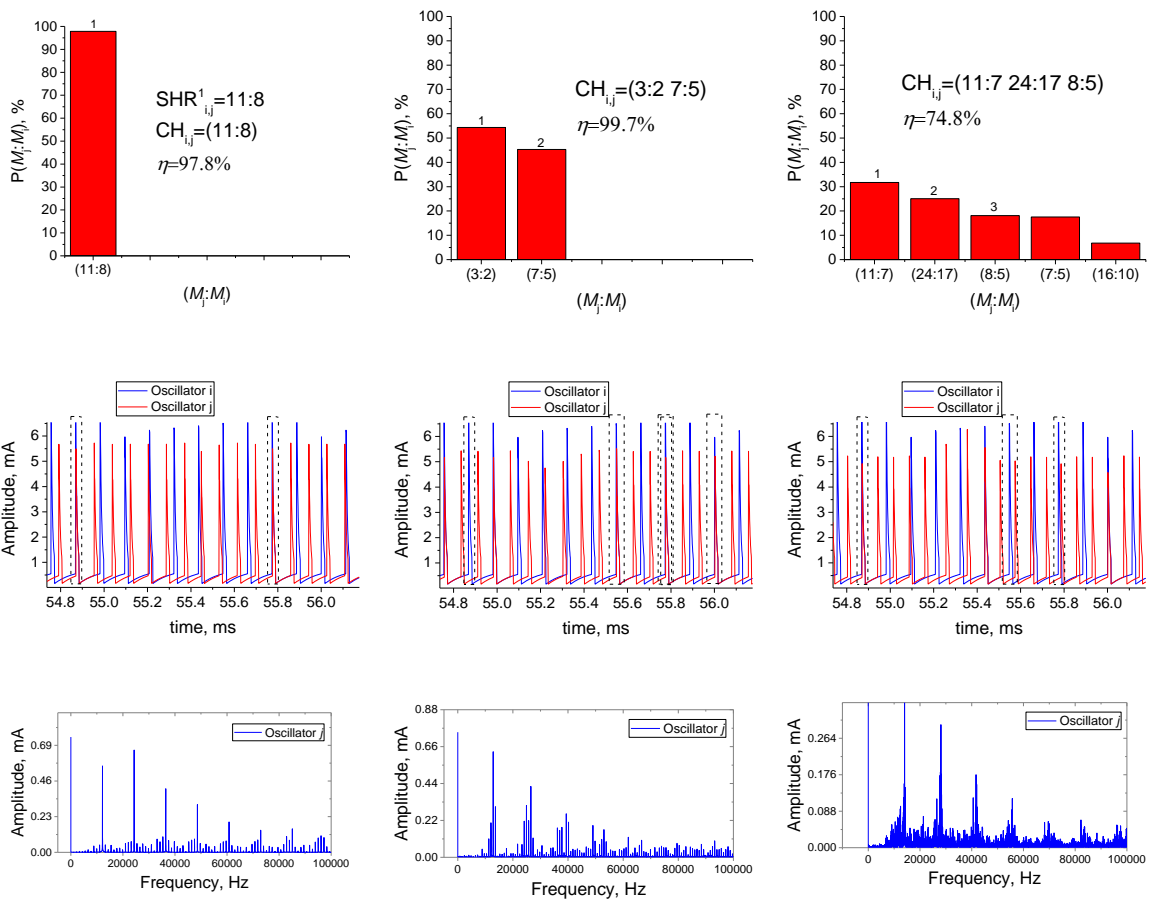 100
90
80
70
60
50
40
30
20
10
0
P(Mj:Mi), %
1
SHR¹i,j=11:8
CHi,j=(11:8)
η=97.8%
(11:8)
(Mj:Mi)
100
90
80
70
60
50
40
30
20
10
0
P(Mj:Mi), %
1
2
CHi,j=(3:2 7:5)
η=99.7%
(3:2) (7:5)
(Mj:Mi)
100
90
80
70
60
50
40
30
20
10
0
P(Mj:Mi), %
1
2
3
CHi,j=(11:7 24:17 8:5)
η=74.8%
(11:7) (24:17) (8:5) (7:5) (16:10)
(Mj:Mi)
Oscillator i
Oscillator j
6
5
4
3
2
1
Amplitude, mA
54.8 55.0 55.2 55.4 55.6 55.8 56.0
time, ms
Oscillator i
Oscillator j
6
5
4
3
2
1
Amplitude, mA
54.8 55.0 55.2 55.4 55.6 55.8 56.0
time, ms
Oscillator i
Oscillator j
6
5
4
3
2
1
Amplitude, mA
54.8 55.0 55.2 55.4 55.6 55.8 56.0
time, ms
Oscillator j
0.69
0.46
0.23
0.00
Amplitude, mA
0 20000 40000 60000 80000 100000
Frequency, Hz
Oscillator j
0.88
0.66
0.44
0.22
0.00
Amplitude, mA
0 20000 40000 60000 80000 100000
Frequency, Hz
Oscillator j
0.264
0.176
0.088
0.000
Amplitude, mA
0 20000 40000 60000 80000 100000
Frequency, Hz